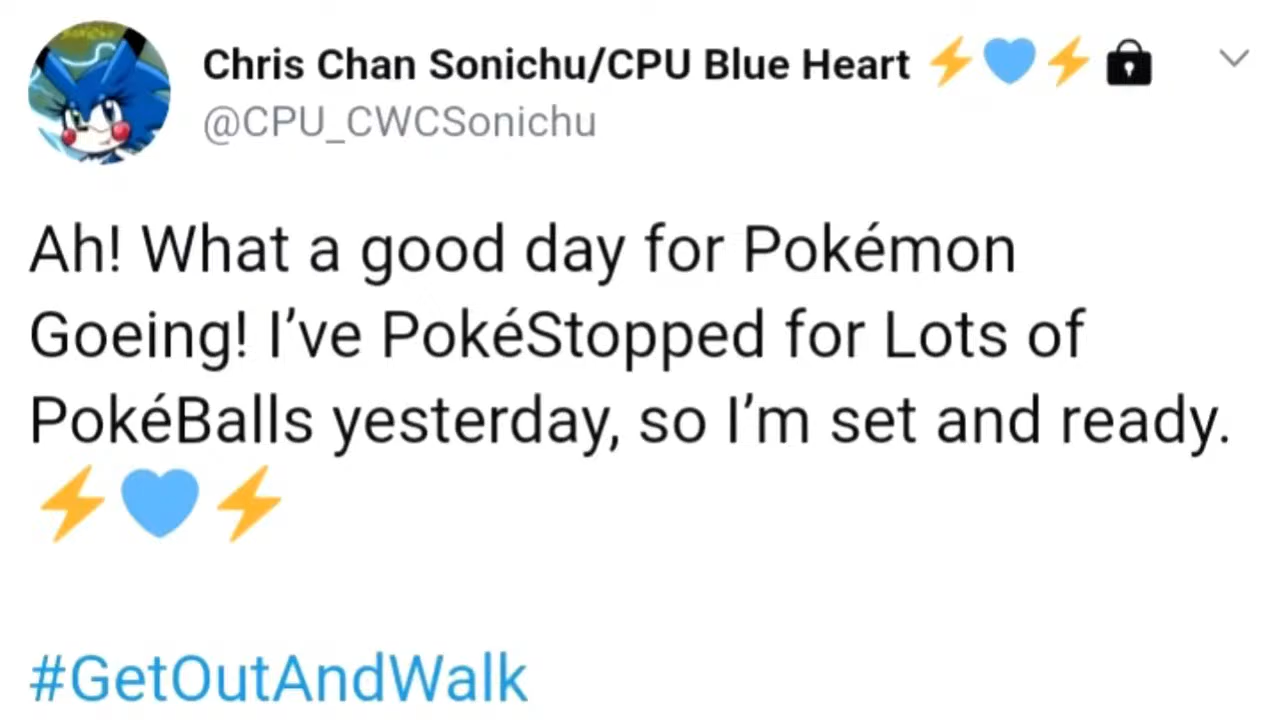 Chris Chan Sonichu/CPU Blue Heart ⚡💙⚡🔒
@CPU_CWCSonichu
Ah! What a good day for Pokémon
Goeing! I’ve PokéStopped for Lots of
PokéBalls yesterday, so I’m set and ready.
⚡💙⚡
#GetOutAndWalk